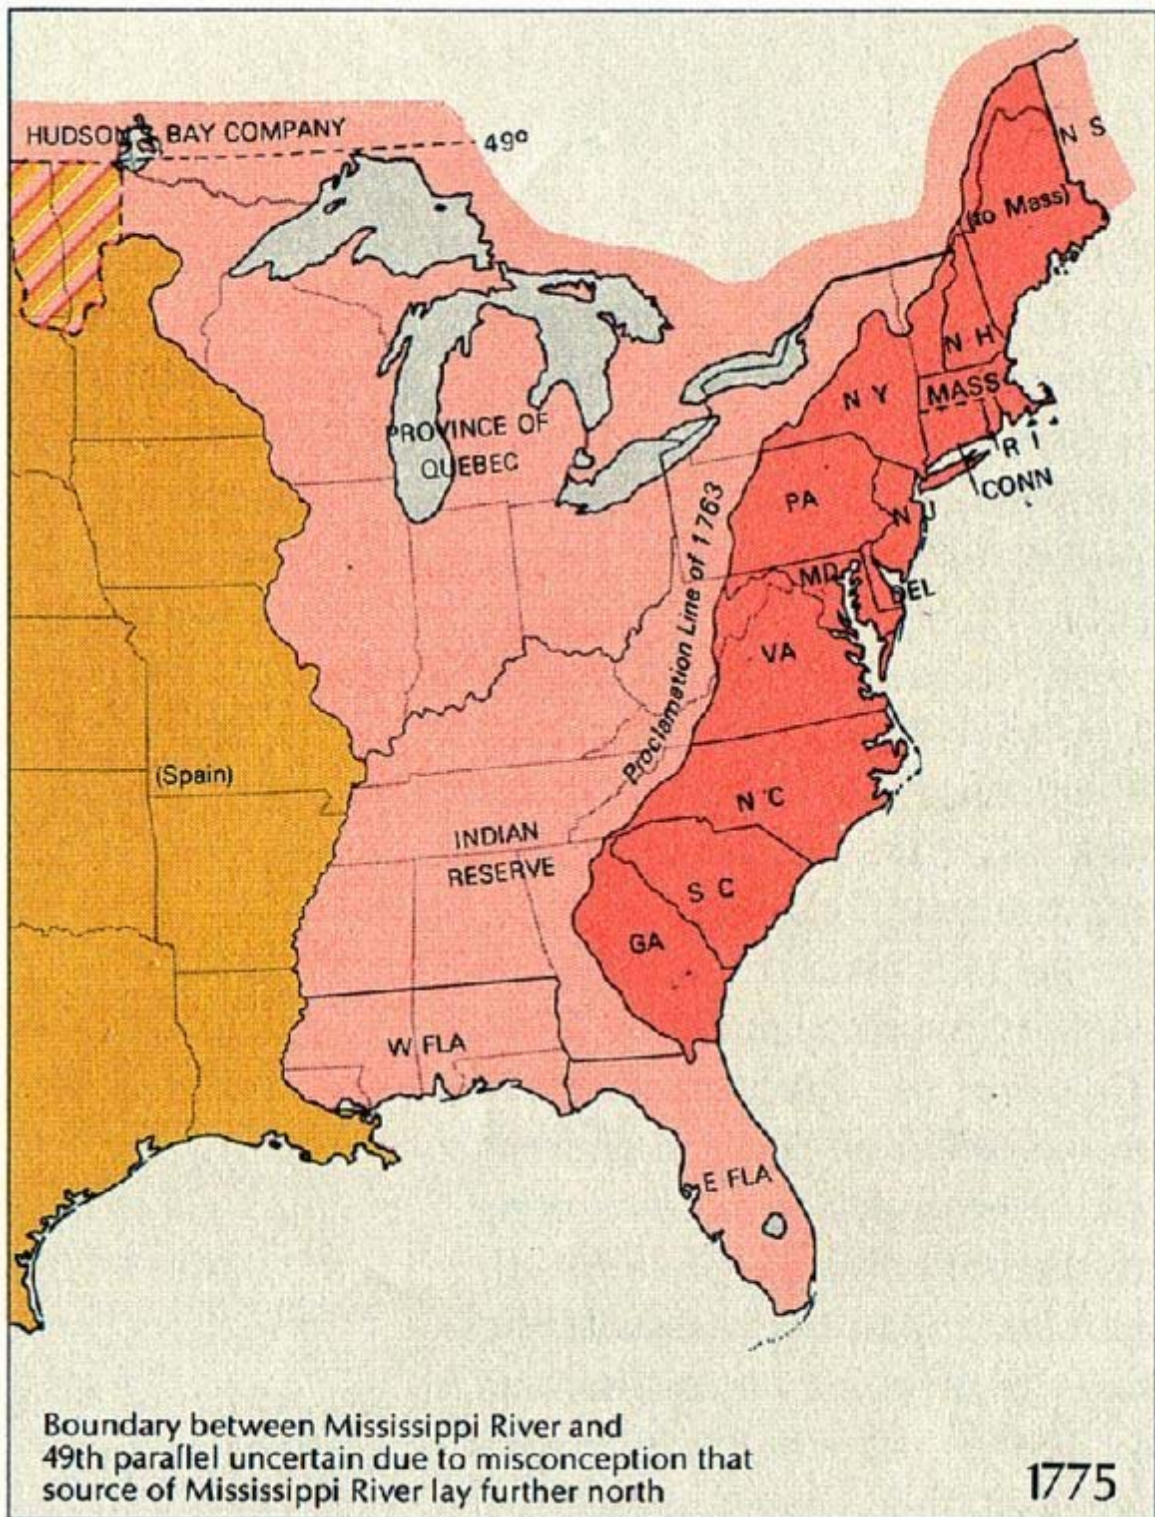 HUDSON'S BAY COMPANY
49º
N S
(to Mass)
N H
MASS
N Y
R I
CONN
PROVINCE OF
QUEBEC
PA
N J
Proclamation Line of 1763
MD
DEL
VA
(Spain)
N C
INDIAN
RESERVE
S C
GA
W FLA
E FLA
Boundary between Mississippi River and
49th parallel uncertain due to misconception that
source of Mississippi River lay further north
1775